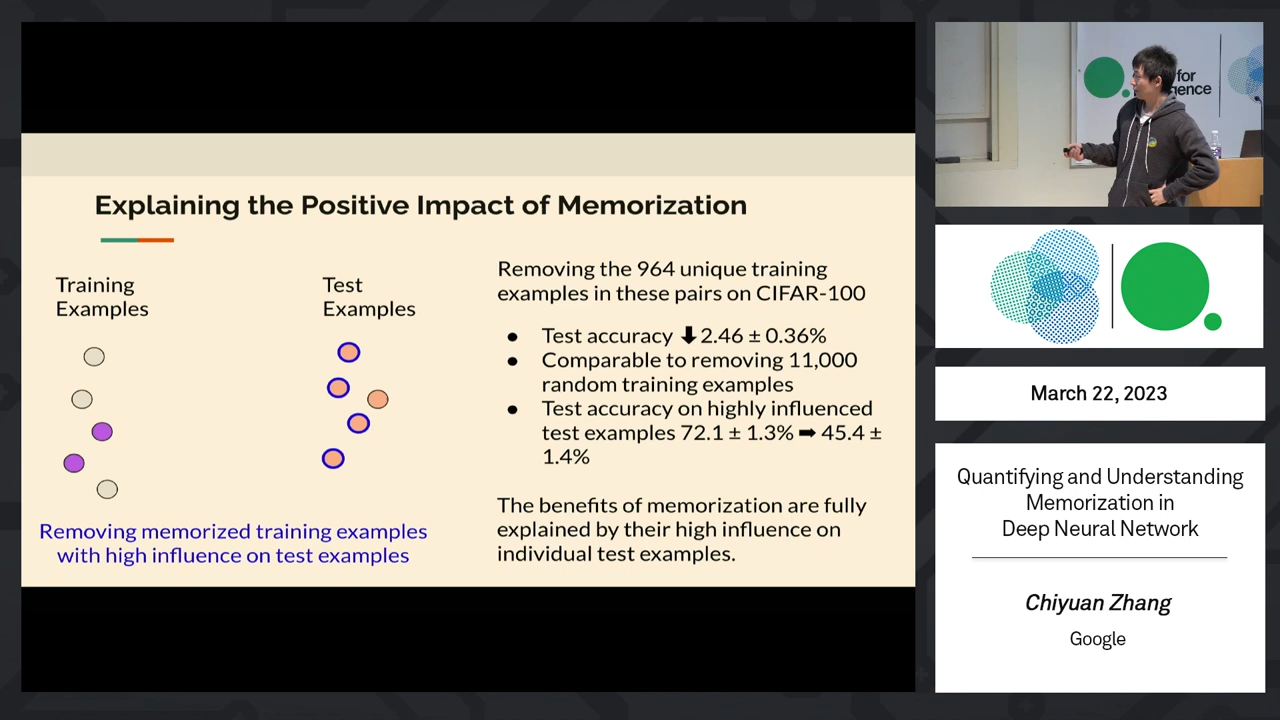 Explaining the Positive Impact of Memorization
Training
Examples
Test
Examples
Removing memorized training examples
with high influence on test examples
Removing the 964 unique training
examples in these pairs on CIFAR-100
● Test accuracy ⬇2.46 ± 0.36%
● Comparable to removing 11,000
random training examples
● Test accuracy on highly influenced
test examples 72.1 ± 1.3% ➡ 45.4 ±
1.4%
The benefits of memorization are fully
explained by their high influence on
individual test examples.
for
March 22, 2023
Quantifying and Understanding
Memorization in
Deep Neural Network
Chiyuan Zhang
Google